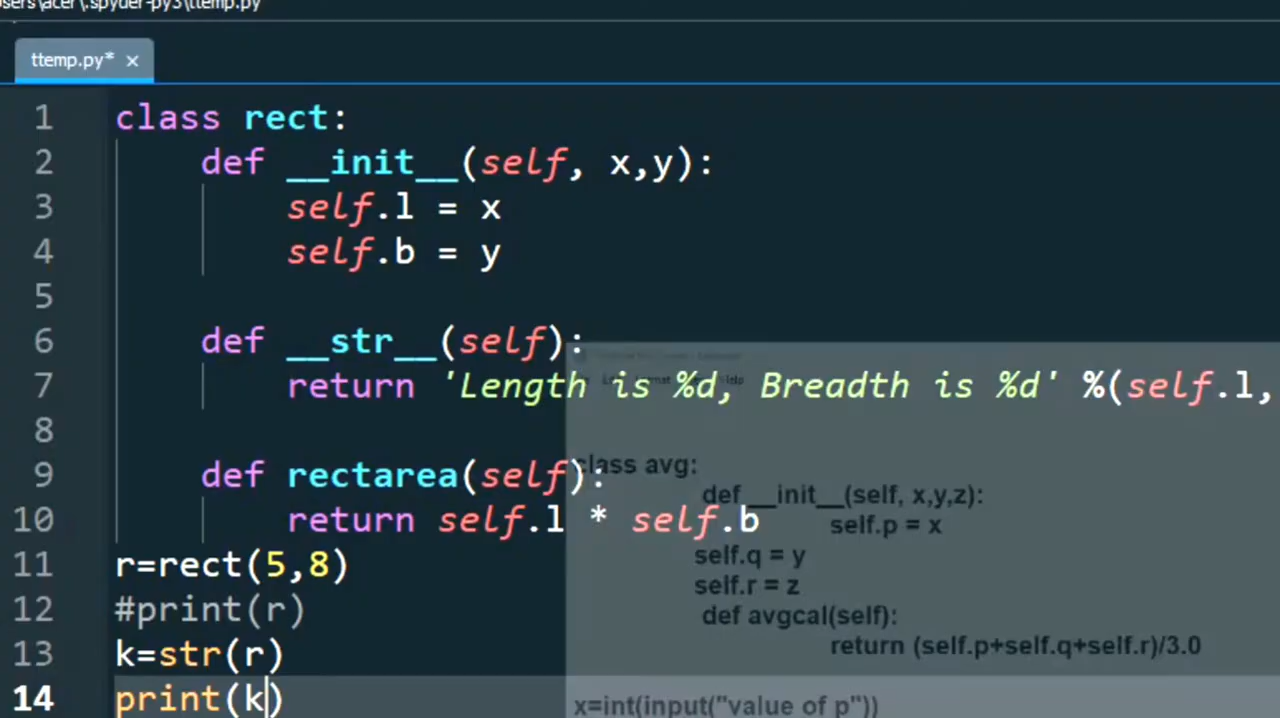 sers\acer\.spyder-py3\ttemp.py
ttemp.py* ×
1 class rect:
2 def __init__(self, x,y):
3 self.l = x
4 self.b = y
5
6 def __str__(self):
7 return 'Length is %d, Breadth is %d' %(self.l,
8
9 def rectarea(self):
10 return self.l * self.b
11 r=rect(5,8)
12 #print(r)
13 k=str(r)
14 print(k)
class avg:
def __init__(self, x,y,z):
self.p = x
self.q = y
self.r = z
def avgcal(self):
return (self.p+self.q+self.r)/3.0
x=int(input("value of p"))